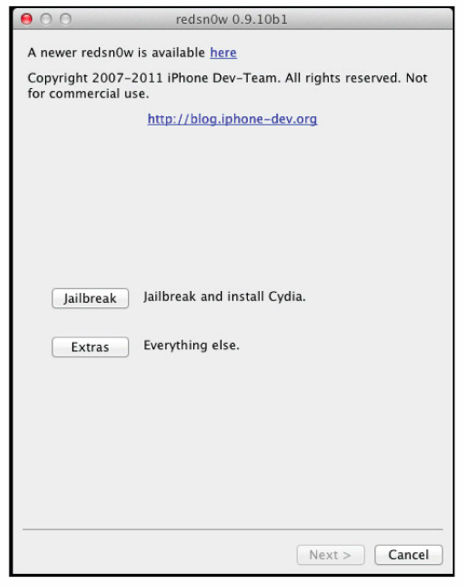 redsn0w 0.9.10b1
A newer redsn0w is available here
Copyright 2007-2011 iPhone Dev-Team. All rights reserved. Not
for commercial use.
http://blog.iphone-dev.org
Jailbreak Jailbreak and install Cydia.
Extras Everything else.
Next > Cancel